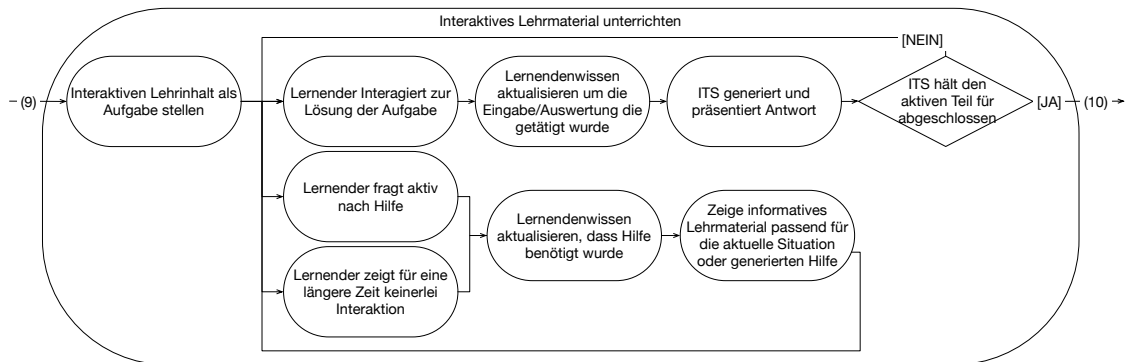 Interaktives Lehrmaterial unterrichten
[NEIN]
– (9)
Interaktiven Lehrinhalt als
Aufgabe stellen
Lernender Interagiert zur
Lösung der Aufgabe
Lernendenwissen
aktualisieren um die
Eingabe/Auswertung die
getätigt wurde
ITS generiert und
präsentiert Antwort
ITS hält den
aktiven Teil für
abgeschlossen
[JA]
(10)
Lernender fragt aktiv
nach Hilfe
Lernender zeigt für eine
längere Zeit keinerlei
Interaktion
Lernendenwissen
aktualisieren, dass Hilfe
benötigt wurde
Zeige informatives
Lehrmaterial passend für
die aktuelle Situation
oder generierten Hilfe